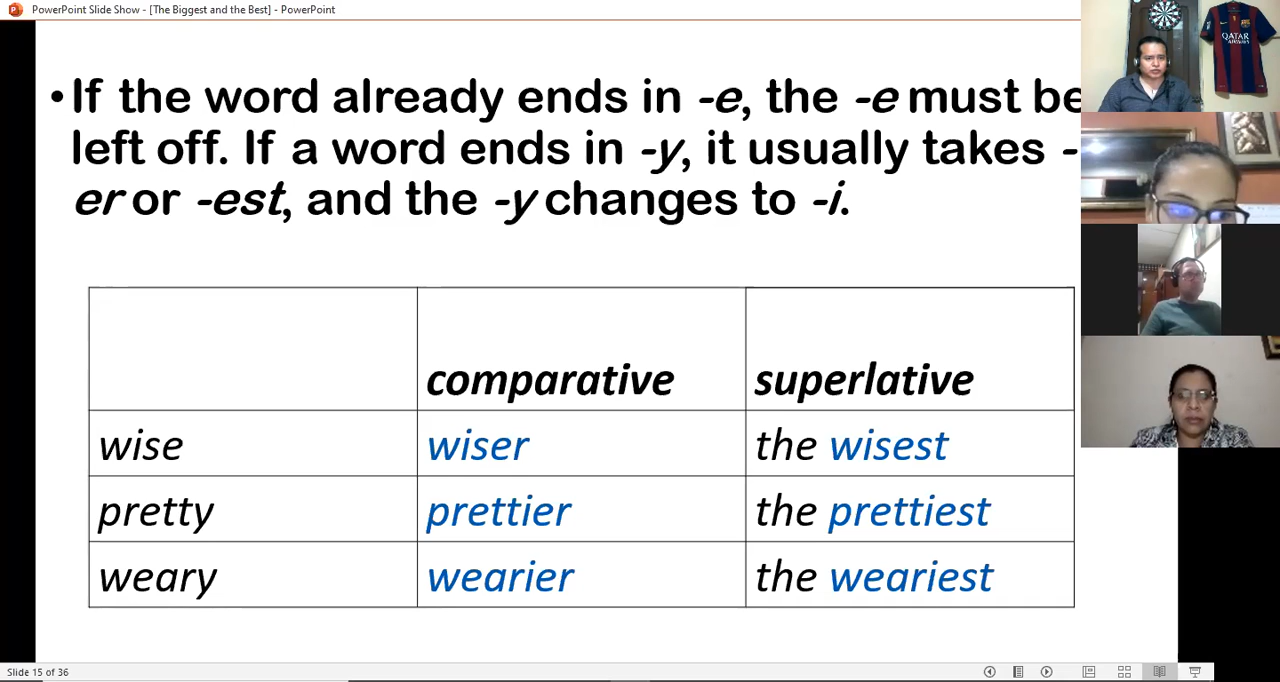 PowerPoint Slide Show - [The Biggest and the Best] - PowerPoint
QATAR
AIRWAYS
•If the word already ends in -e, the -e must be
left off. If a word ends in -y, it usually takes -
er or -est, and the -y changes to -i.
comparative superlative
wise wiser the wisest
pretty prettier the prettiest
weary wearier the weariest
Slide 15 of 36